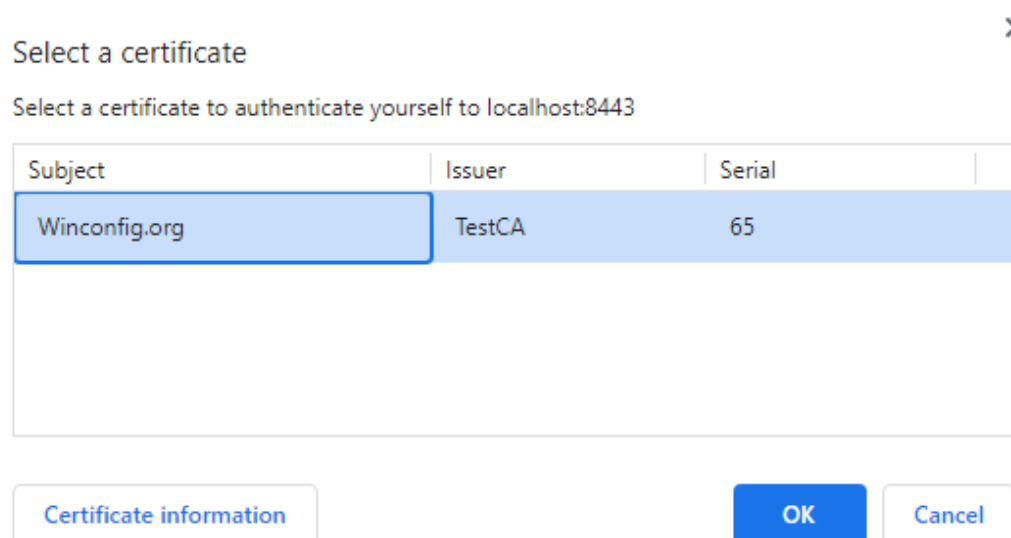 Select a certificate
Select a certificate to authenticate yourself to localhost:8443
Subject Issuer Serial
Winconfig.org TestCA 65
Certificate information OK Cancel